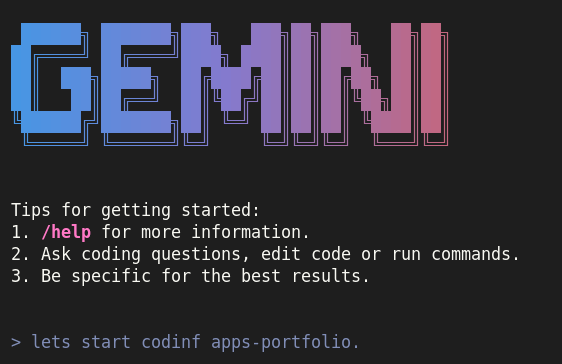 GEMINI
Tips for getting started:
1. /help for more information.
2. Ask coding questions, edit code or run commands.
3. Be specific for the best results.
> lets start codinf apps-portfolio.